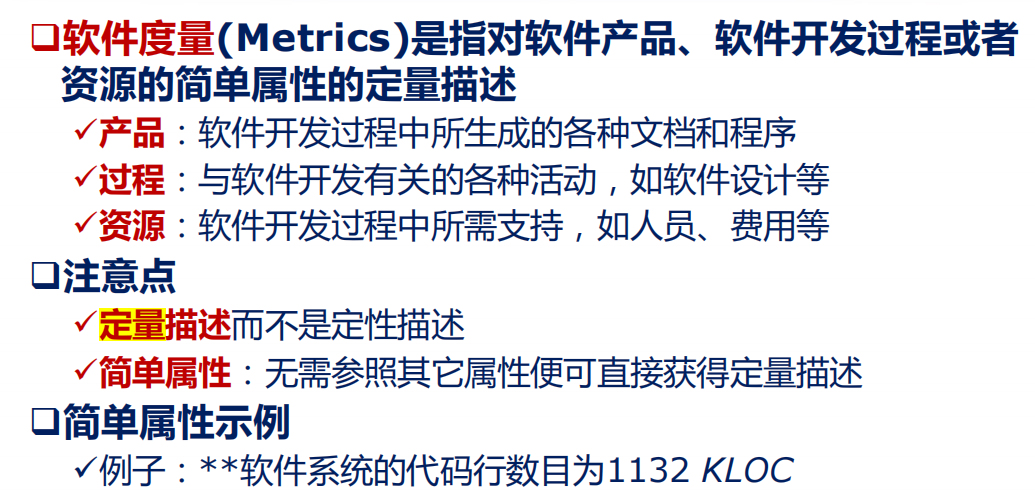 ❑软件度量(Metrics)是指对软件产品、软件开发过程或者
资源的简单属性的定量描述
✓产品：软件开发过程中所生成的各种文档和程序
✓过程：与软件开发有关的各种活动，如软件设计等
✓资源：软件开发过程中所需支持，如人员、费用等
❑注意点
✓定量描述而不是定性描述
✓简单属性：无需参照其它属性便可直接获得定量描述
❑简单属性示例
✓例子：**软件系统的代码行数目为1132 KLOC